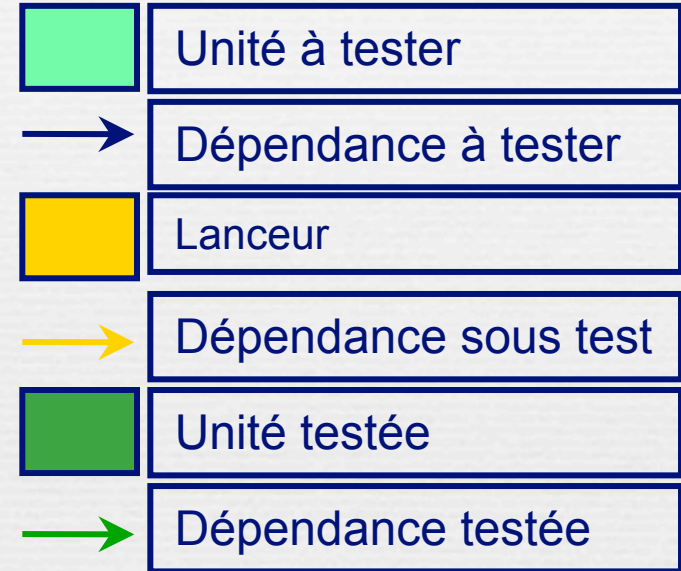 Unité à tester
Dépendance à tester
Lanceur
Dépendance sous test
Unité testée
Dépendance testée